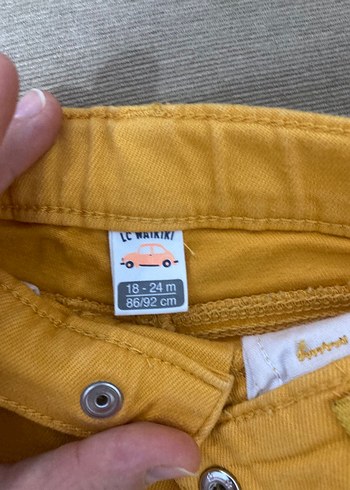 LC WAIKIKI
18 - 24 m
86/92 cm